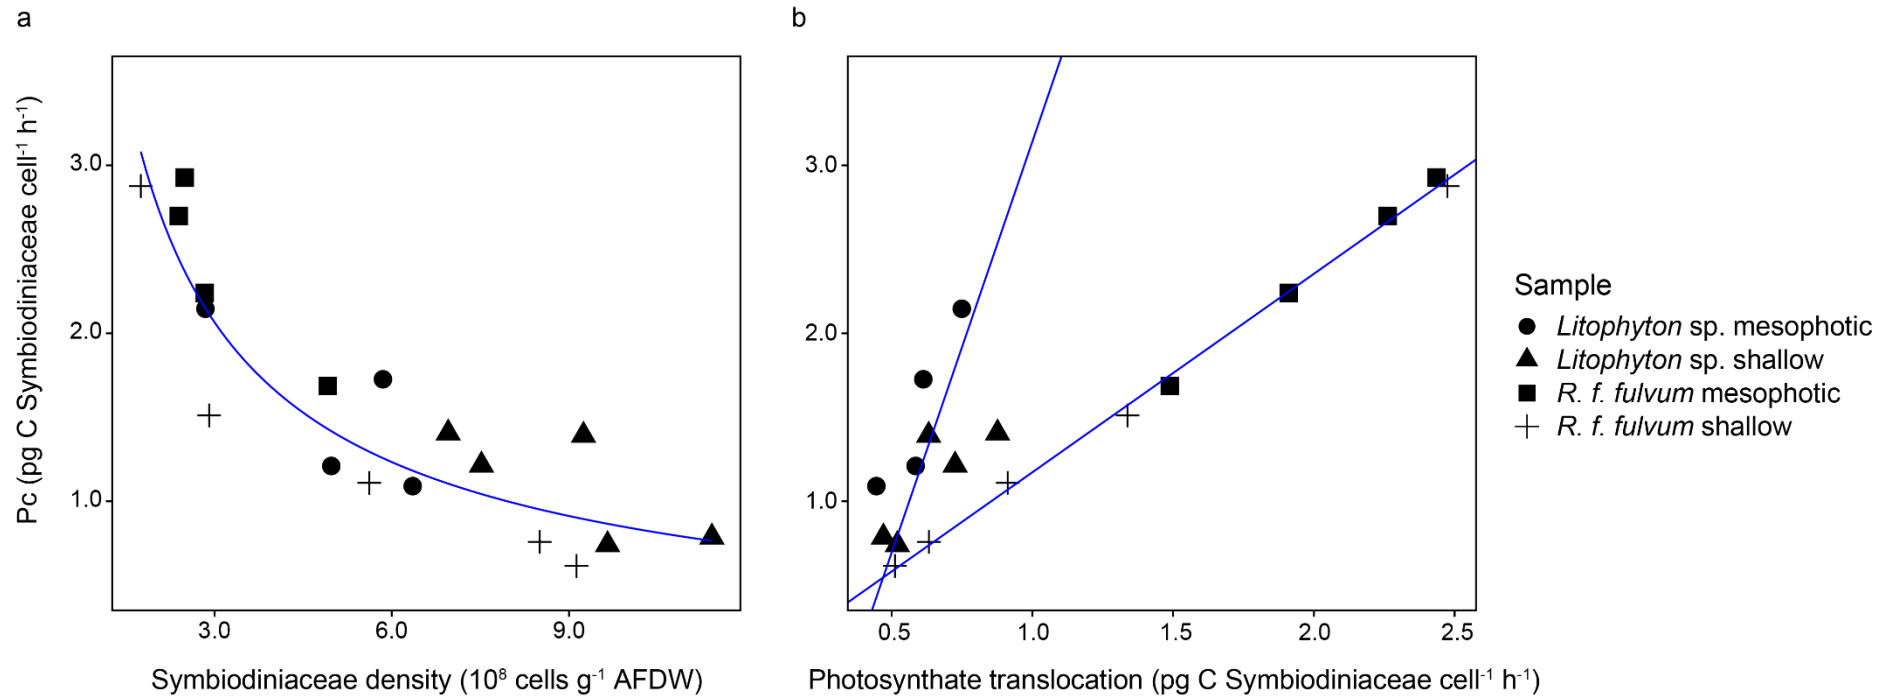 a
b
Pc (pg C Symbiodiniaceae cell⁻¹ h⁻¹)
3.0
2.0
1.0
3.0
6.0
9.0
Symbiodiniaceae density (10⁸ cells g⁻¹ AFDW)
3.0
2.0
1.0
0.5
1.0
1.5
2.0
2.5
Photosynthate translocation (pg C Symbiodiniaceae cell⁻¹ h⁻¹)
Sample
Litophyton sp. mesophotic
Litophyton sp. shallow
R. f. fulvum mesophotic
R. f. fulvum shallow